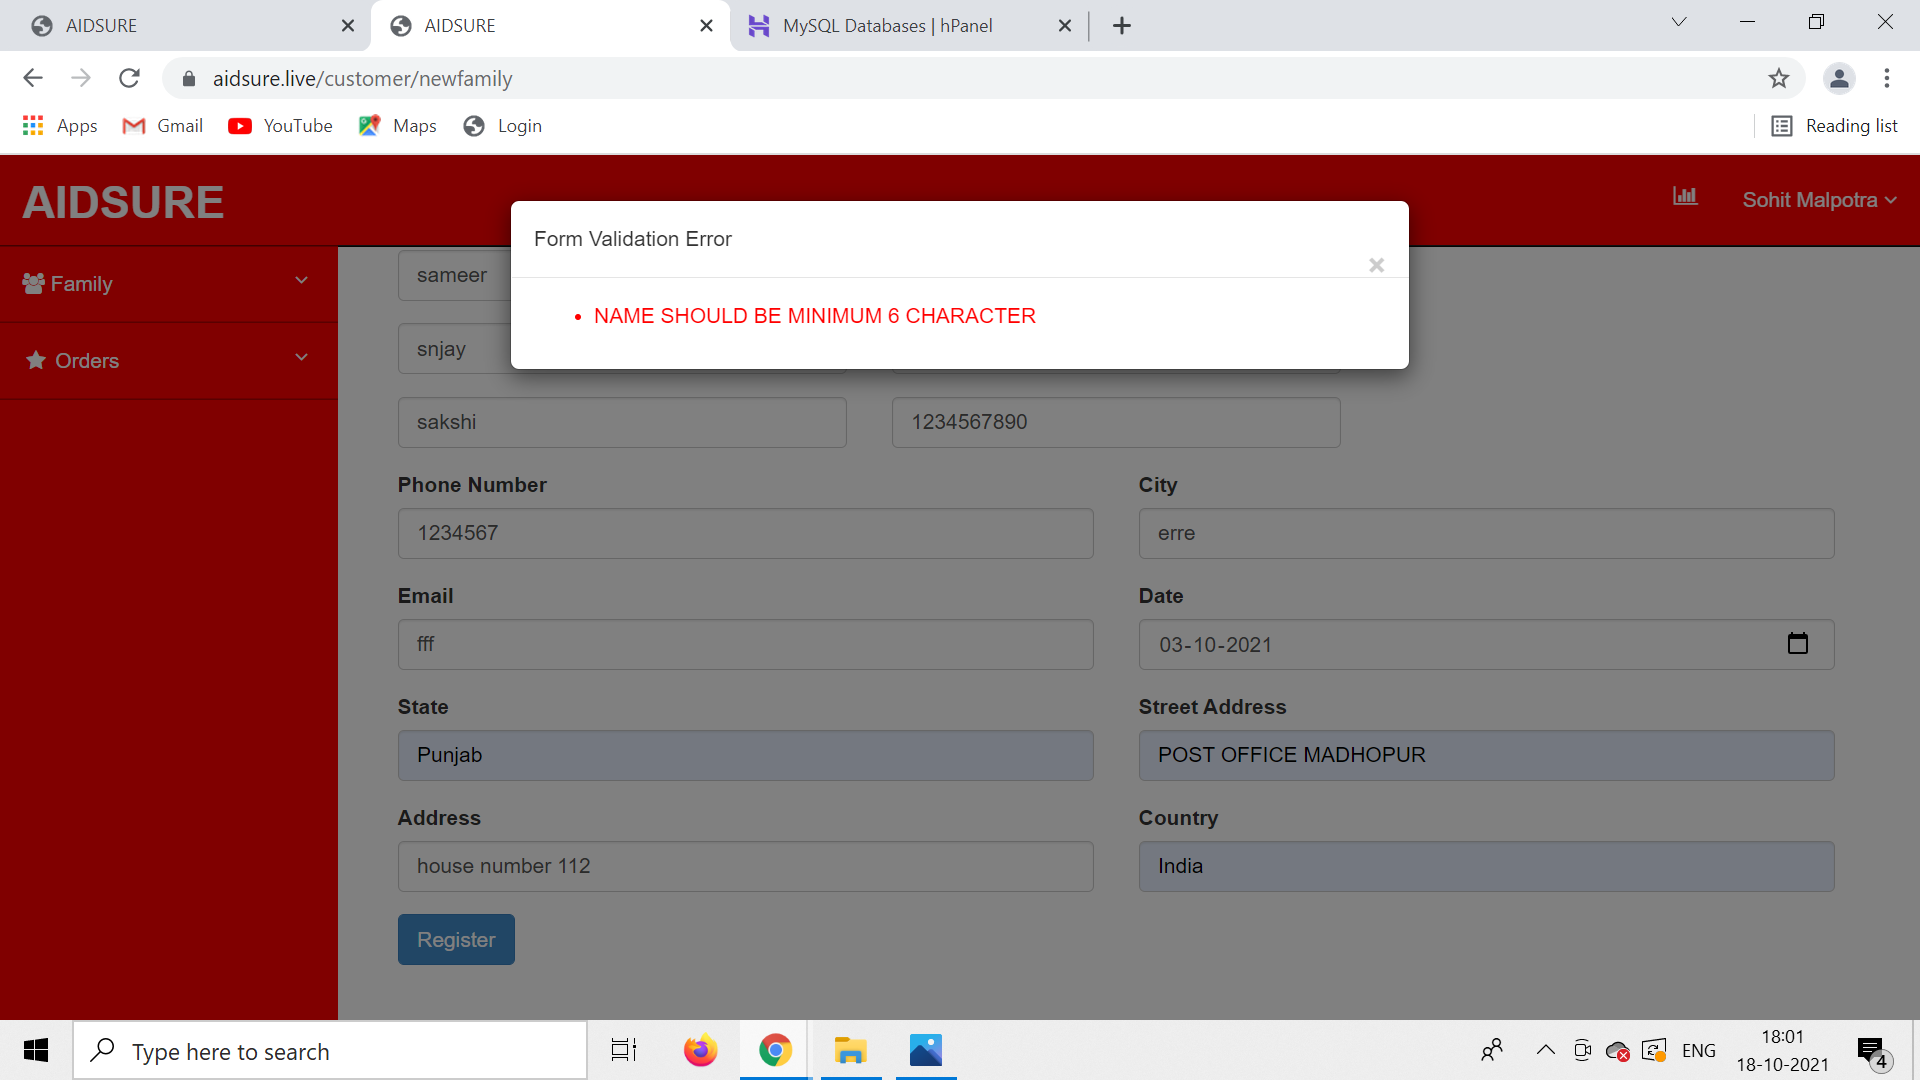 AIDSURE
AIDSURE
MySQL Databases | hPanel
aidsure.live/customer/newfamily
Apps
Gmail
YouTube
Maps
Login
Reading list
AIDSURE
Sohit Malpotra
Form Validation Error
×
NAME SHOULD BE MINIMUM 6 CHARACTER
Family
Orders
sameer
snjay
sakshi
1234567890
Phone Number
City
1234567
erre
Email
Date
fff
03-10-2021
State
Street Address
Punjab
POST OFFICE MADHOPUR
Address
Country
house number 112
India
Register
Type here to search
ENG
18:01
18-10-2021
4